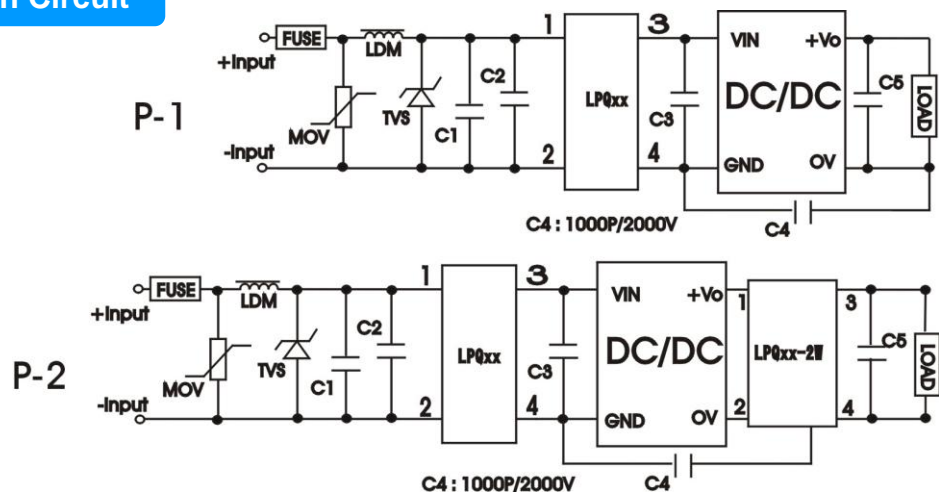 n Circuit
P-1
+Input
-Input
FUSE
MOV
LDM
TVS
C1
C2
1
2
LPQxx
3
4
C3
VIN
+Vo
DC/DC
GND
OV
C5
LOAD
C4 : 1000P/2000V
C4
P-2
+Input
-Input
FUSE
MOV
LDM
TVS
C1
C2
1
2
LPQxx
3
4
C3
VIN
+Vo
DC/DC
GND
OV
1
2
LPQxx-2W
3
4
C5
LOAD
C4 : 1000P/2000V
C4